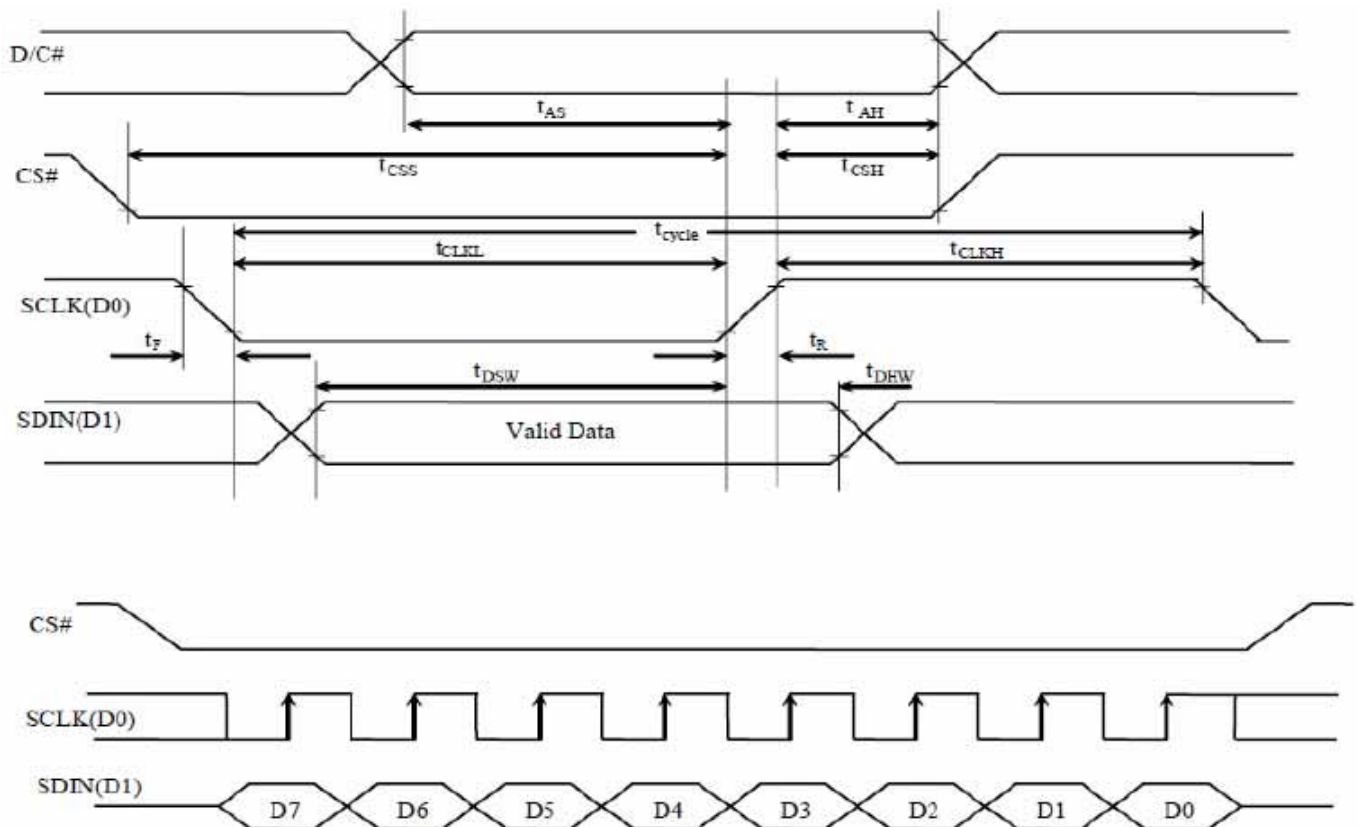 D/C#
tAS
tAH
tCSS
tCSH
CS#
tcycle
tCLKL
tCLKH
SCLK(D0)
tF
tR
tDSW
tDHW
SDIN(D1)
Valid Data
CS#
SCLK(D0)
SDIN(D1)
D7 D6 D5 D4 D3 D2 D1 D0